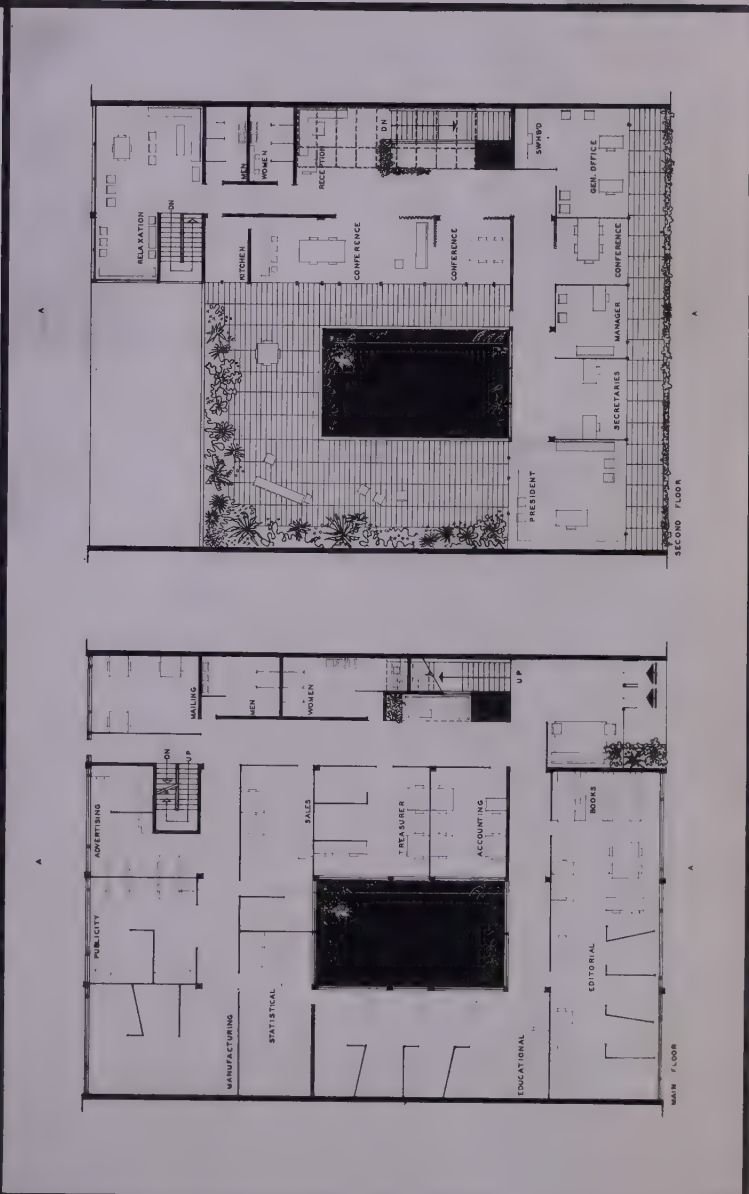 A
RELAXATION
DN
MEN
WOMEN
RECEPTION
DN
KITCHEN
CONFERENCE
CONFERENCE
SWHB'D
GEN. OFFICE
CONFERENCE
MANAGER
SECRETARIES
PRESIDENT
A
SECOND FLOOR
A
MAILING
MEN
WOMEN
UP
DN
UP
ADVERTISING
PUBLICITY
SALES
TREASURER
ACCOUNTING
BOOKS
MANUFACTURING
STATISTICAL
EDUCATIONAL
EDITORIAL
A
MAIN FLOOR